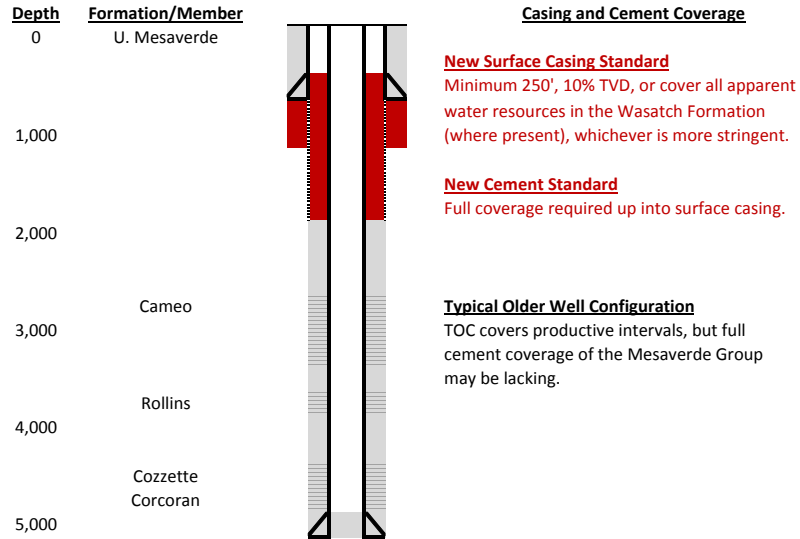 Depth Formation/Member Casing and Cement Coverage
0 U. Mesaverde
New Surface Casing Standard
Minimum 250', 10% TVD, or cover all apparent
water resources in the Wasatch Formation
(where present), whichever is more stringent.
1,000
New Cement Standard
Full coverage required up into surface casing.
2,000
Cameo
Typical Older Well Configuration
3,000
TOC covers productive intervals, but full
cement coverage of the Mesaverde Group
may be lacking.
Rollins
4,000
Cozzette
Corcoran
5,000